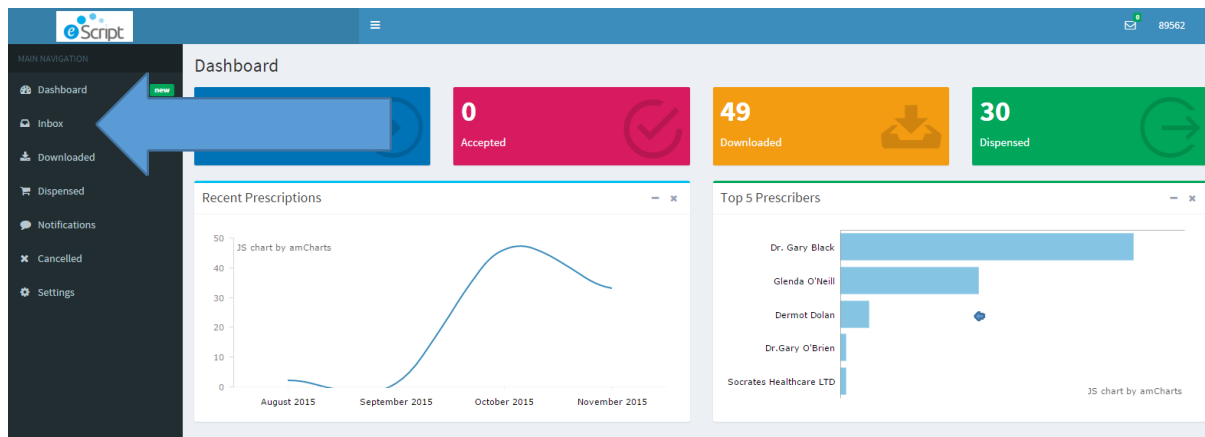 eScript
0
89562
MAIN NAVIGATION
Dashboard
Dashboard
new
Inbox
Downloaded
Dispensed
Notifications
Cancelled
Settings
0
Accepted
49
Downloaded
30
Dispensed
Recent Prescriptions
JS chart by amCharts
50
40
30
20
10
0
August 2015
September 2015
October 2015
November 2015
Top 5 Prescribers
Dr. Gary Black
Glenda O'Neill
Dermot Dolan
Dr.Gary O'Brien
Socrates Healthcare LTD
JS chart by amCharts